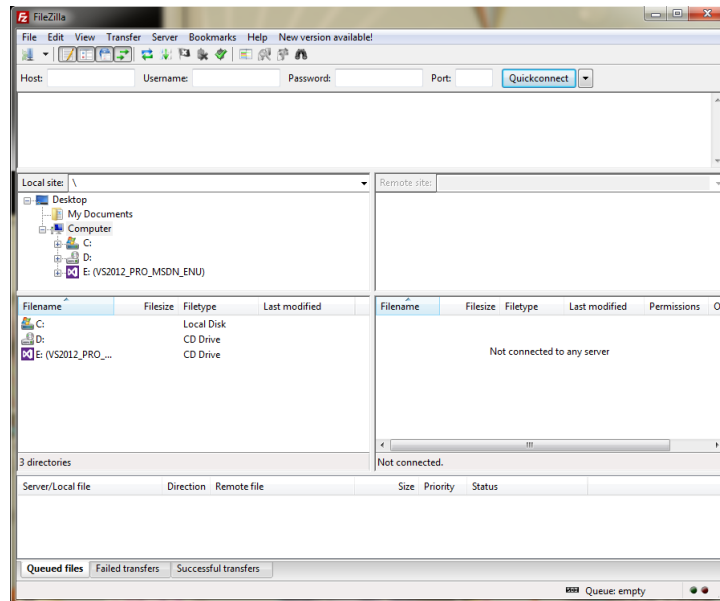 FileZilla
File Edit View Transfer Server Bookmarks Help New version available!
Host: Username: Password: Port: Quickconnect
Local site: \
Remote site:
Desktop
My Documents
Computer
C:
D:
E: (VS2012_PRO_MSDN_ENU)
Filename Filesize Filetype Last modified
C: Local Disk
D: CD Drive
E: (VS2012_PRO_... CD Drive
3 directories
Filename Filesize Filetype Last modified Permissions O
Not connected to any server
Not connected.
Server/Local file Direction Remote file Size Priority Status
Queued files Failed transfers Successful transfers
Queue: empty